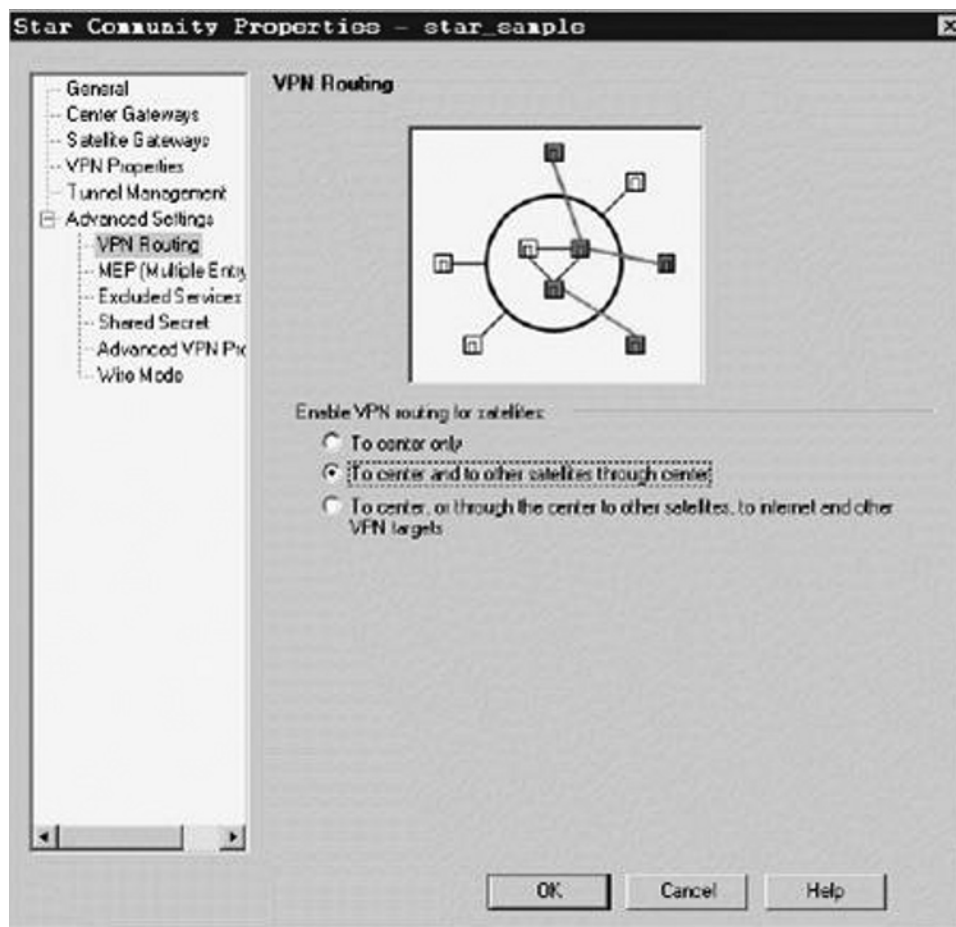 Star Community Properties - star_sample
General
Center Gateways
Satellite Gateways
VPN Properties
Tunnel Management
Advanced Settings
VPN Routing
MEP (Multiple Entry
Excluded Services
Shared Secret
Advanced VPN Pro
Wire Mode
VPN Routing
Enable VPN routing for satellites:
To center only
To center and to other satellites through center
To center, or through the center to other satellites, to internet and other
VPN targets
OK
Cancel
Help